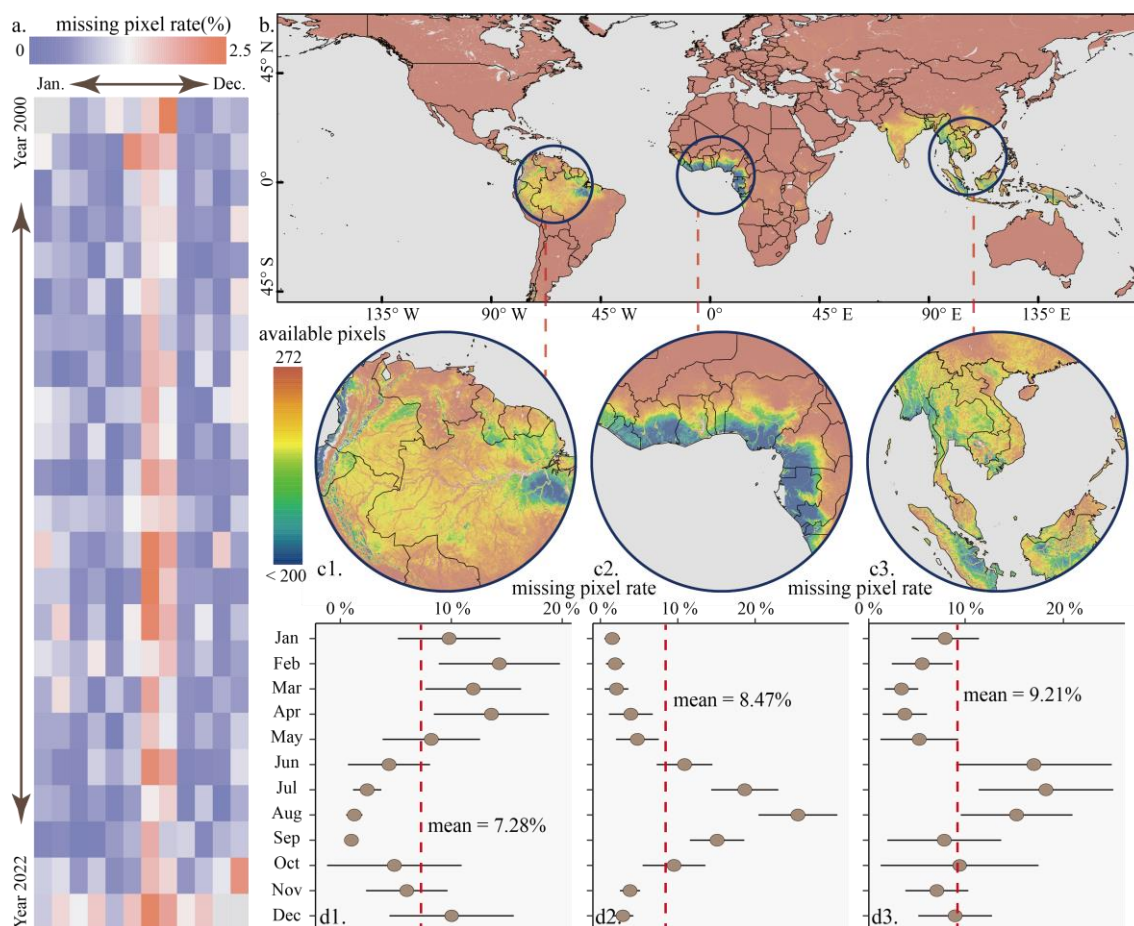 a.
missing pixel rate(%)
0
2.5
Jan.
Dec.
Year 2000
Year 2022
b.
45° N
0°
45° S
135° W
90° W
45° W
0°
45° E
90° E
135° E
available pixels
272
< 200
c1.
c2.
c3.
missing pixel rate
missing pixel rate
0 %
10 %
20 %
0 %
10 %
20 %
0 %
10 %
20 %
Jan
Feb
Mar
Apr
May
Jun
Jul
Aug
Sep
Oct
Nov
Dec
mean = 7.28%
mean = 8.47%
mean = 9.21%
d1.
d2.
d3.